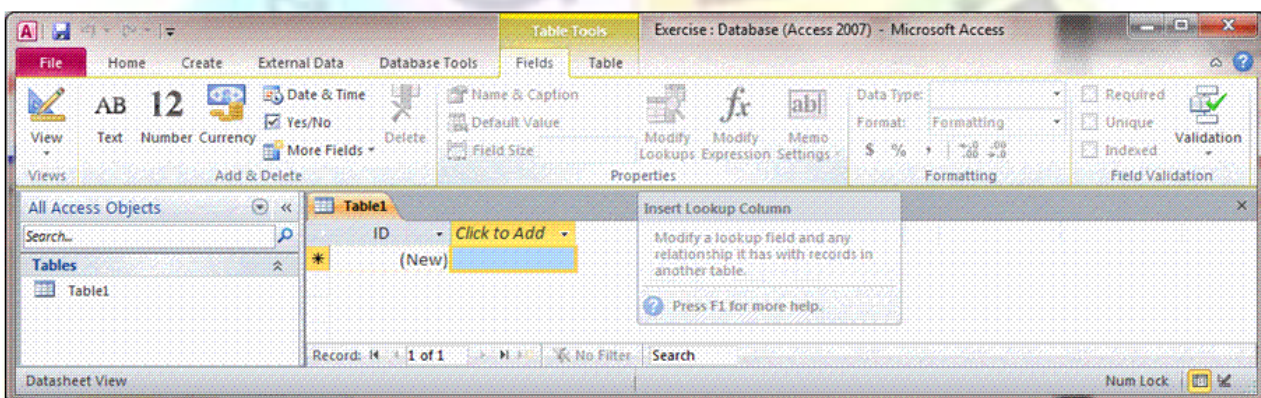 Table Tools Exercise : Database (Access 2007) - Microsoft Access
File Home Create External Data Database Tools Fields Table
View
AB Text
12 Number
Currency
Date & Time
Yes/No
More Fields
Delete
Name & Caption
Default Value
Field Size
Modify Lookups
fx Modify Expression
ab Memo Settings
Data Type:
Format: Formatting
$ % , .00 .0 .00
Required
Unique
Indexed
Validation
Views Add & Delete Properties Formatting Field Validation
All Access Objects
Search...
Tables
Table1
Table1
ID Click to Add
(New)
Insert Lookup Column
Modify a lookup field and any
relationship it has with records in
another table.
Press F1 for more help.
Record: 1 of 1 No Filter Search
Datasheet View Num Lock